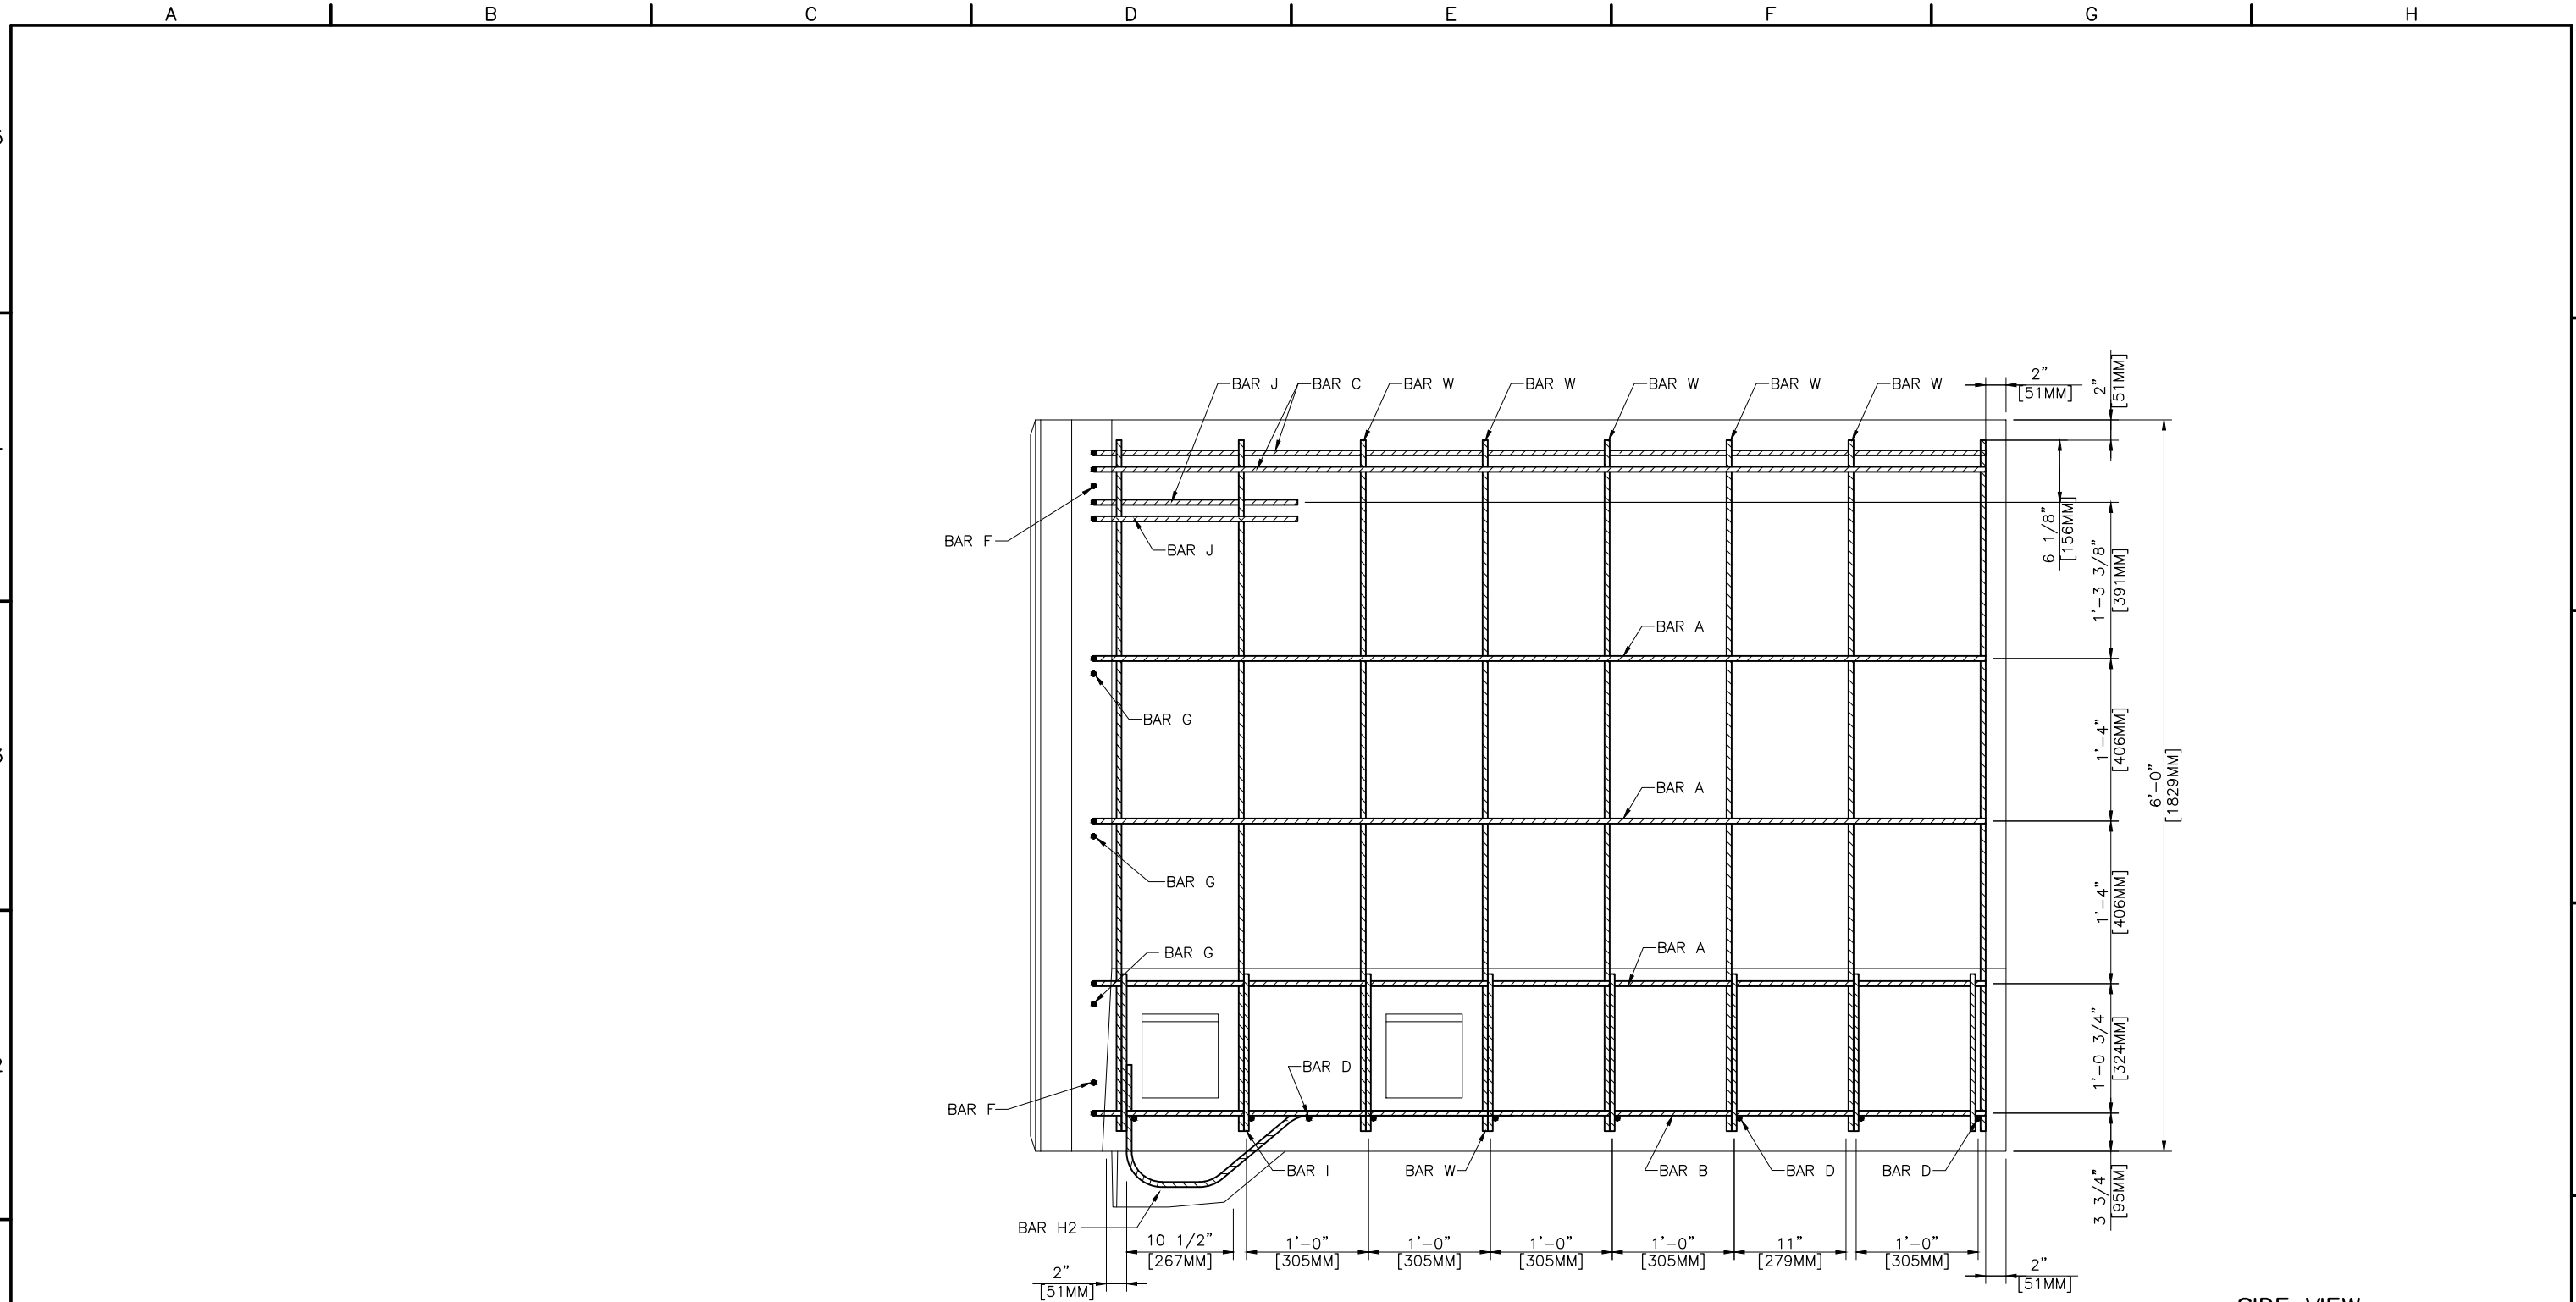 A B C D E F G H
BAR J
BAR C
BAR W
BAR W
BAR W
BAR W
BAR W
2"
[51MM]
2"
[51MM]
BAR F
BAR J
6 1/8"
[156MM]
1'-3 3/8"
[391MM]
BAR A
BAR G
1'-4"
[406MM]
6'-0"
[1829MM]
BAR A
BAR G
1'-4"
[406MM]
BAR G
BAR A
BAR D
1'-0 3/4"
[324MM]
BAR F
BAR I
BAR W
BAR B
BAR D
BAR D
3 3/4"
[95MM]
BAR H2
10 1/2"
[267MM]
1'-0"
[305MM]
1'-0"
[305MM]
1'-0"
[305MM]
1'-0"
[305MM]
11"
[279MM]
1'-0"
[305MM]
2"
[51MM]
2"
[51MM]
SIDE VIEW